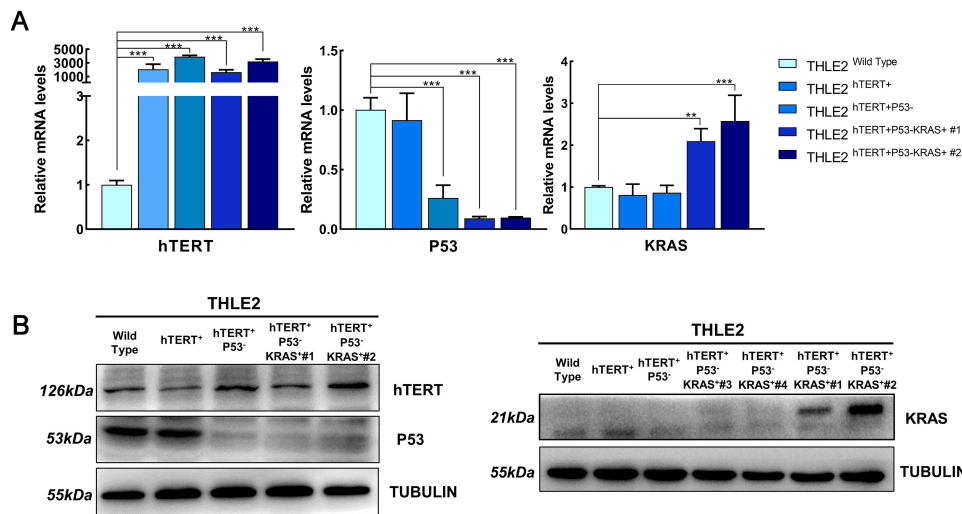 A
Relative mRNA levels
5000
3000
1000
4
3
2
1
0
***
***
***
***
hTERT
Relative mRNA levels
1.5
1.0
0.5
0.0
***
***
***
P53
Relative mRNA levels
4
3
2
1
0
**
***
KRAS
THLE2 Wild Type
THLE2 hTERT+
THLE2 hTERT+P53-
THLE2 hTERT+P53-KRAS+ #1
THLE2 hTERT+P53-KRAS+ #2
B
THLE2
Wild Type
hTERT+
hTERT+ P53-
hTERT+ P53- KRAS+#1
hTERT+ P53- KRAS+#2
126kDa
hTERT
53kDa
P53
55kDa
TUBULIN
THLE2
Wild Type
hTERT+
hTERT+ P53-
hTERT+ P53- KRAS+#3
hTERT+ P53- KRAS+#4
hTERT+ P53- KRAS+#1
hTERT+ P53- KRAS+#2
21kDa
KRAS
55kDa
TUBULIN